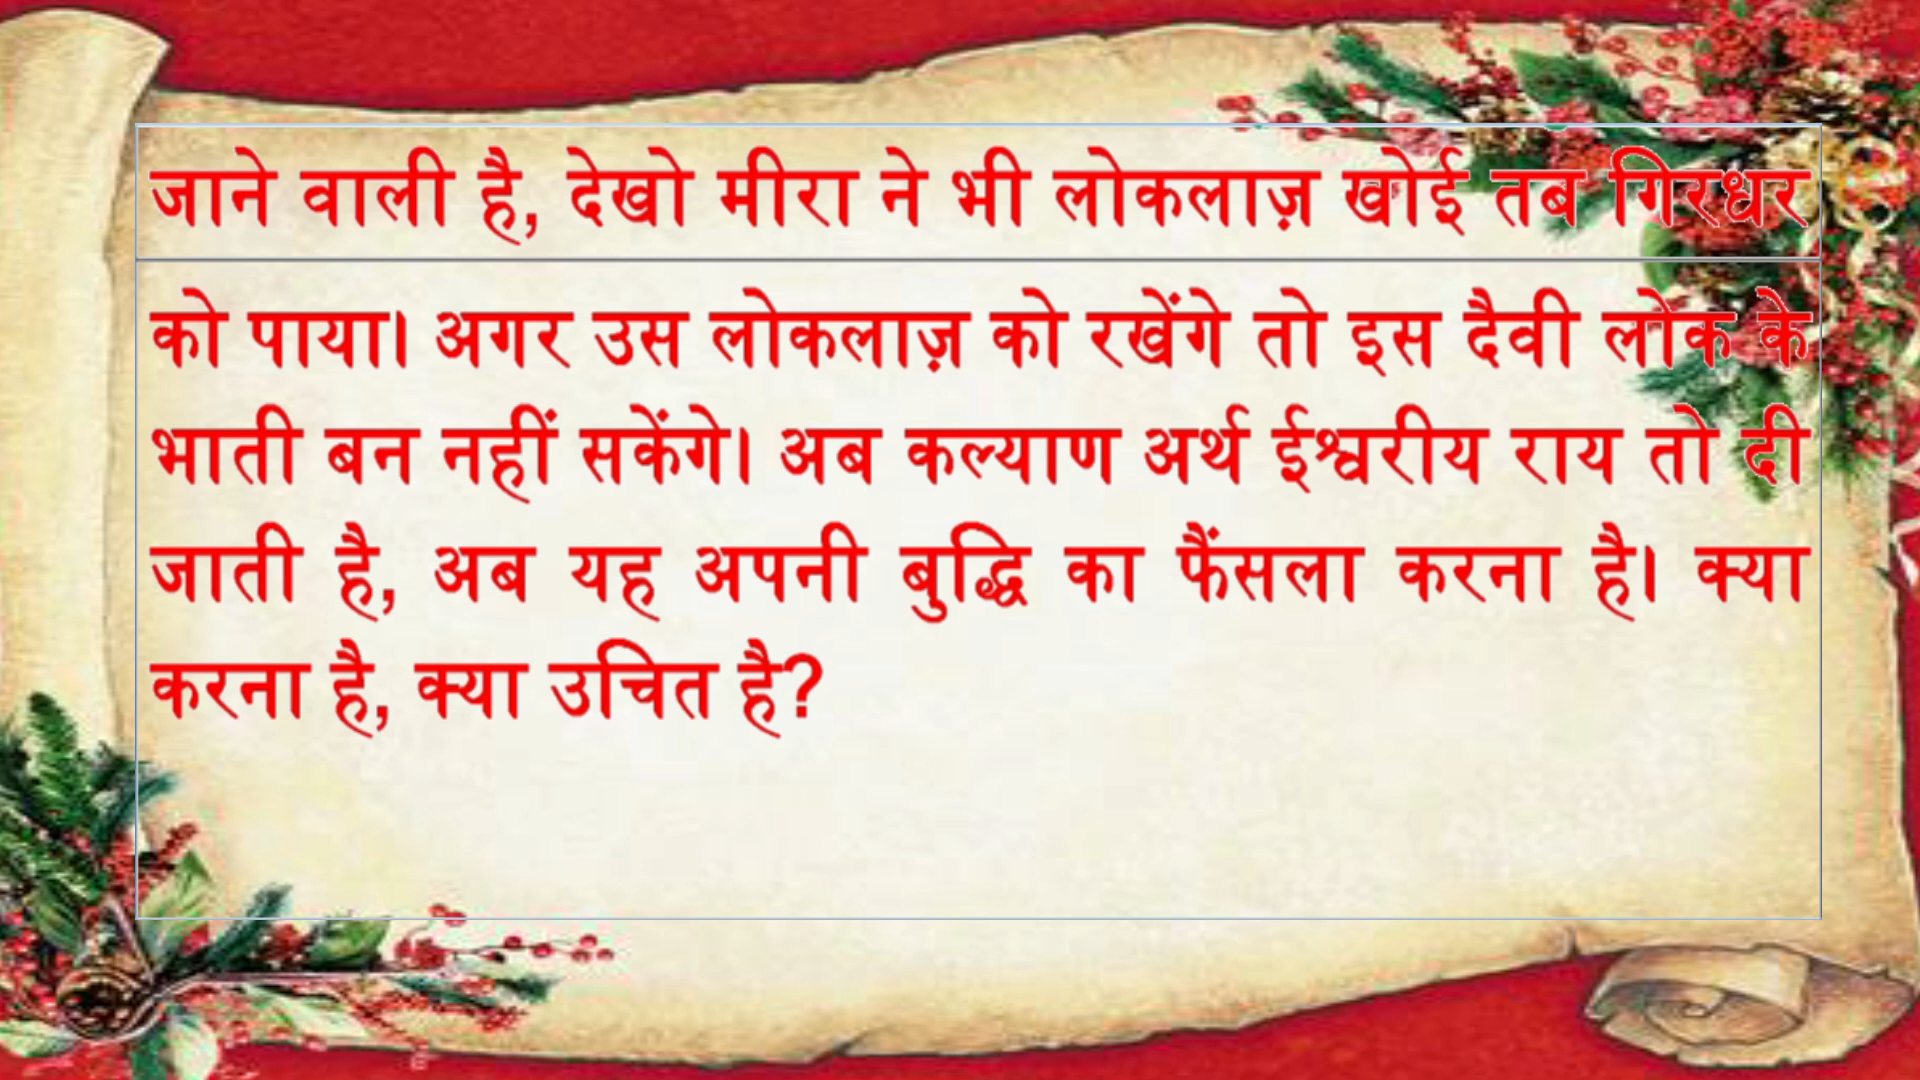 जाने वाली है, देखो मीरा ने भी लोकलाज़ खोई तब गिरधर
को पाया। अगर उस लोकलाज़ को रखेंगे तो इस दैवी लोक के
भाती बन नहीं सकेंगे। अब कल्याण अर्थ ईश्वरीय राय तो दी
जाती है, अब यह अपनी बुद्धि का फैंसला करना है। क्या
करना है, क्या उचित है?